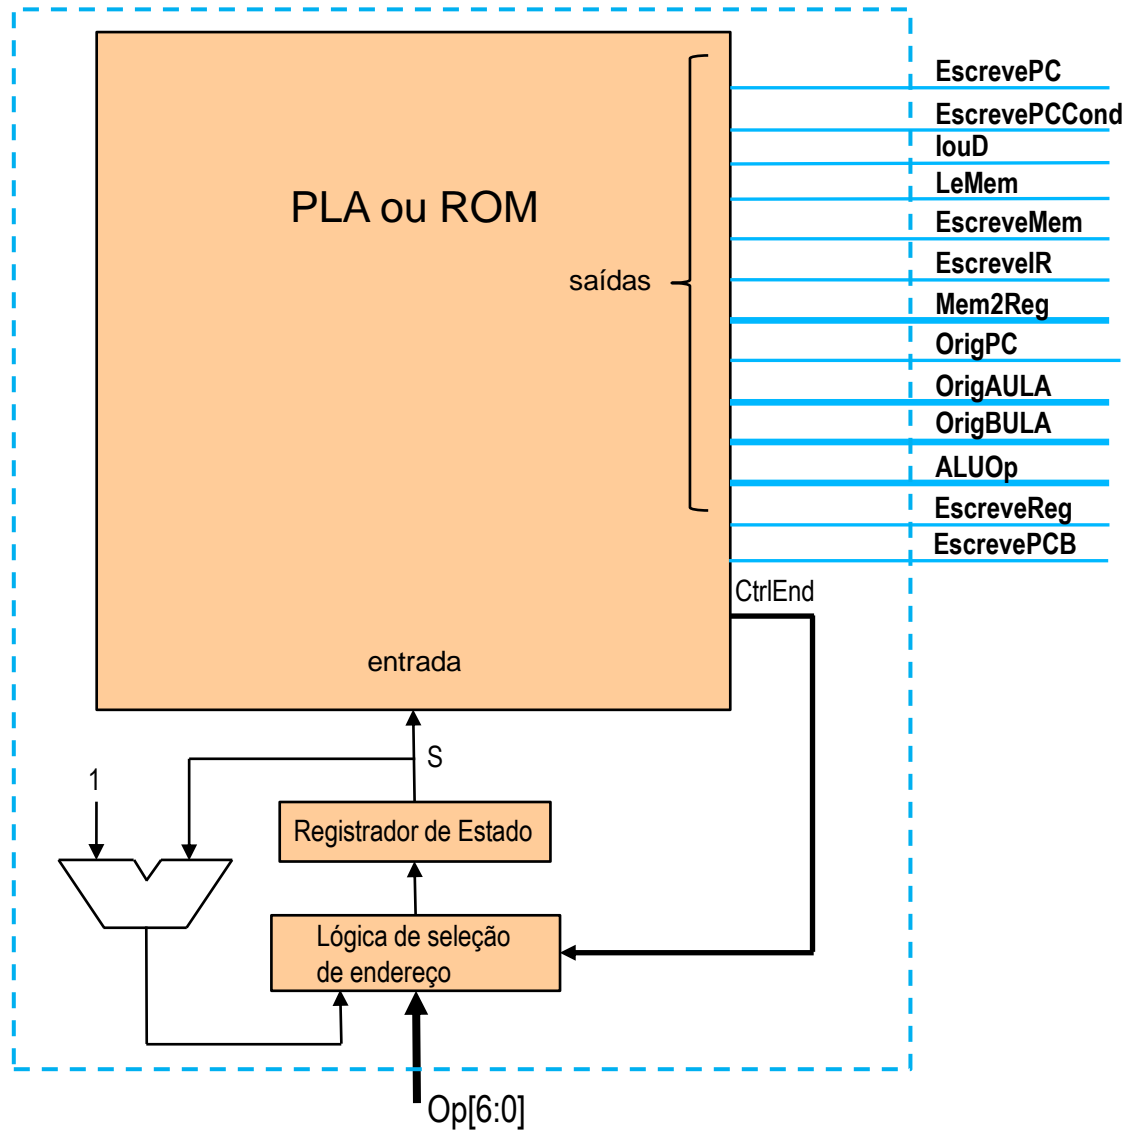 EscrevePC
EscrevePCCond
IouD
LeMem
PLA ou ROM
EscreveMem
EscreveIR
saídas
Mem2Reg
OrigPC
OrigAULA
OrigBULA
ALUOp
EscreveReg
EscrevePCB
CtrlEnd
entrada
S
1
Registrador de Estado
Lógica de seleção
de endereço
Op[6:0]